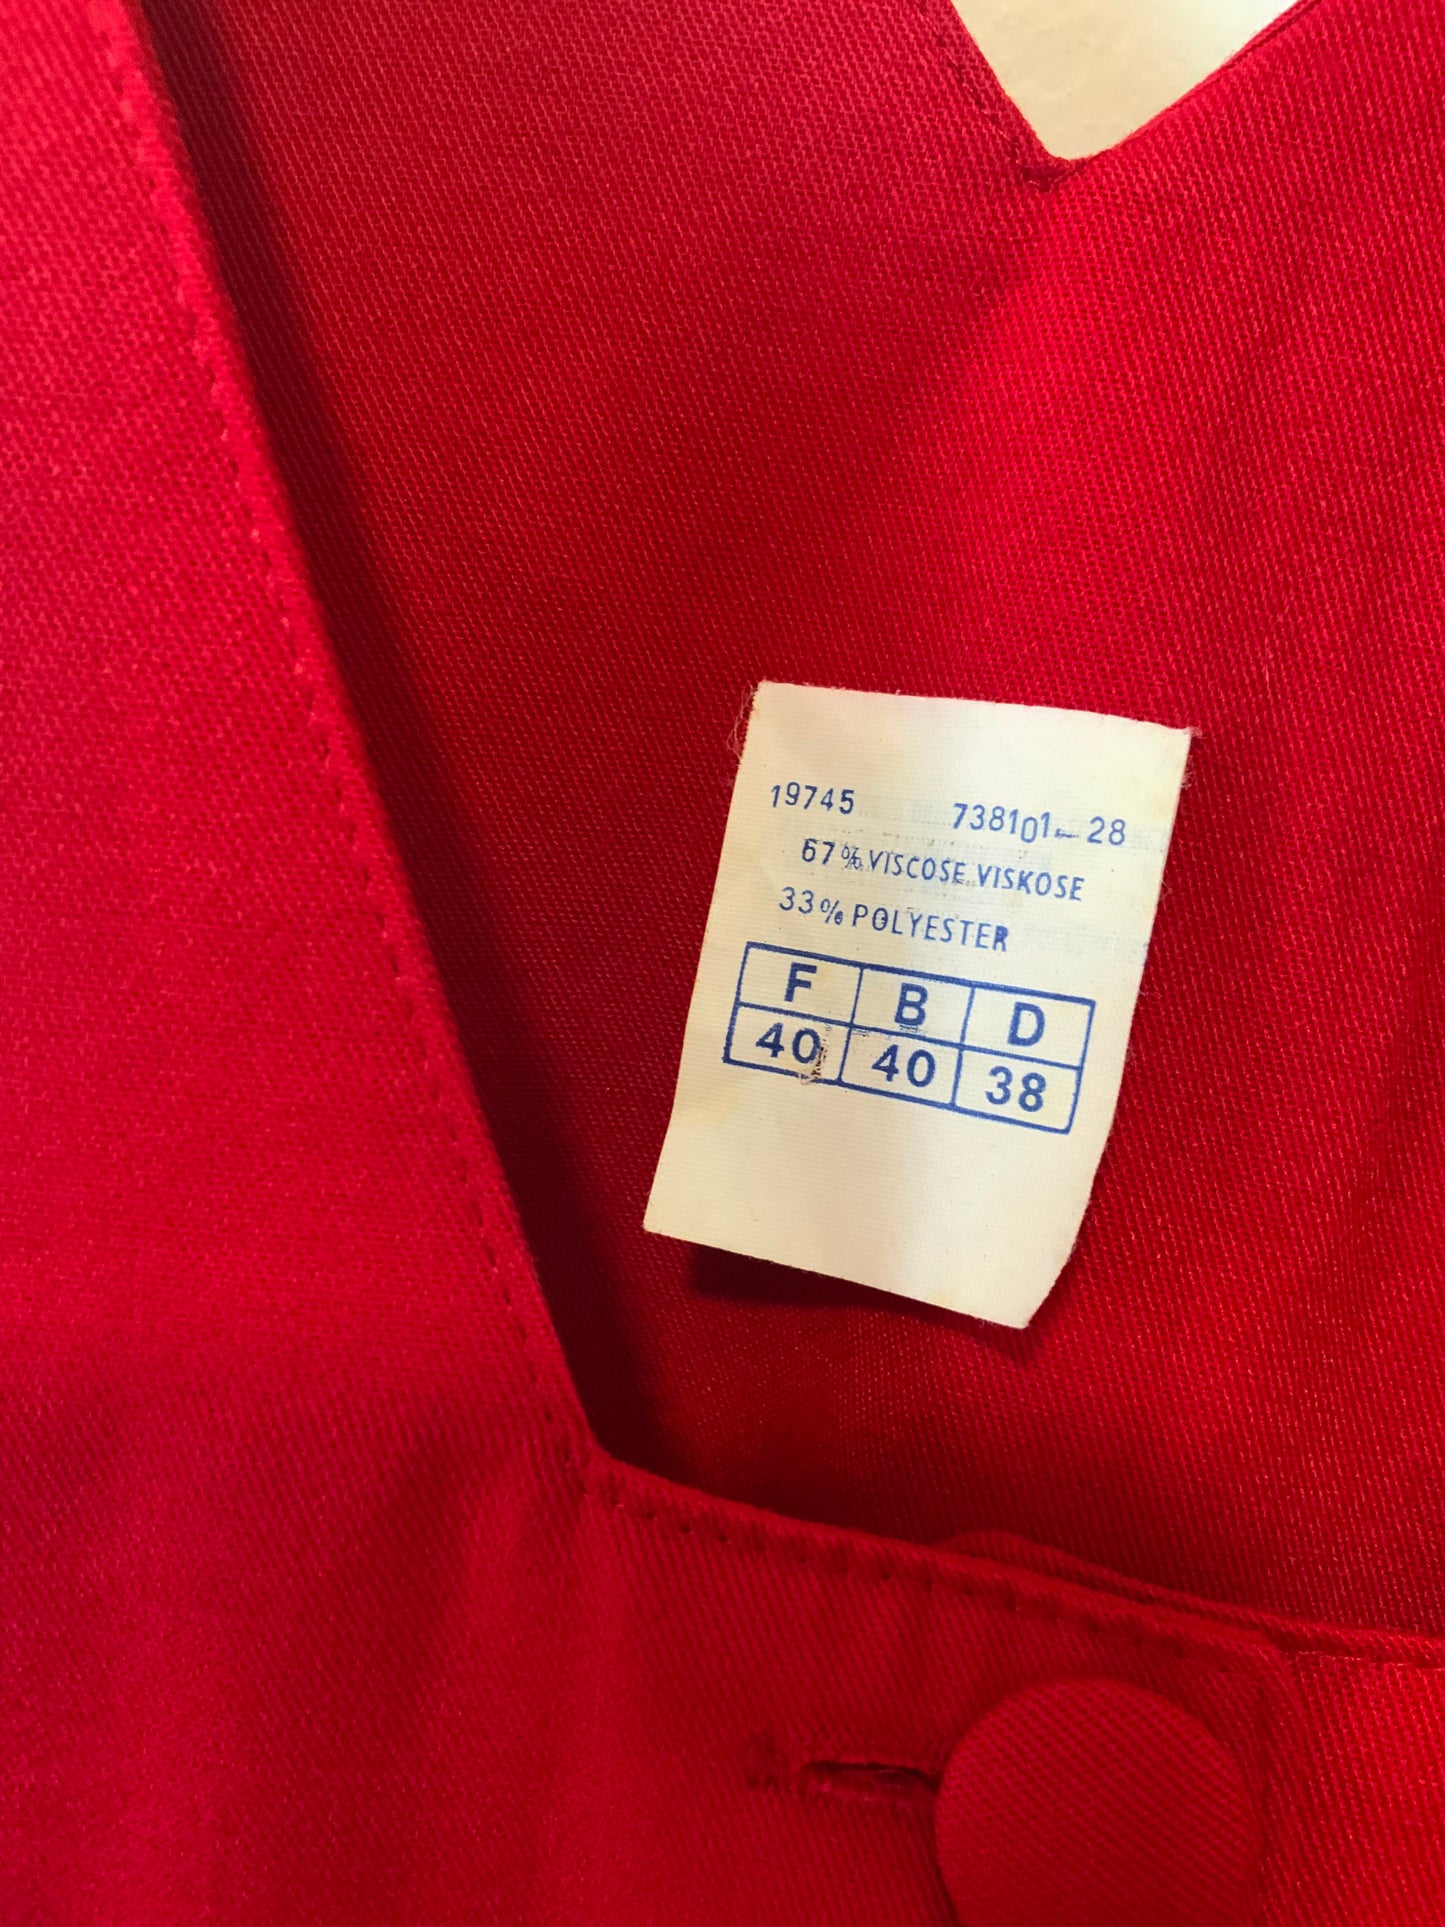 19745 738101-28
67% VISCOSE VISKOSE
33% POLYESTER
F B D
40 40 38